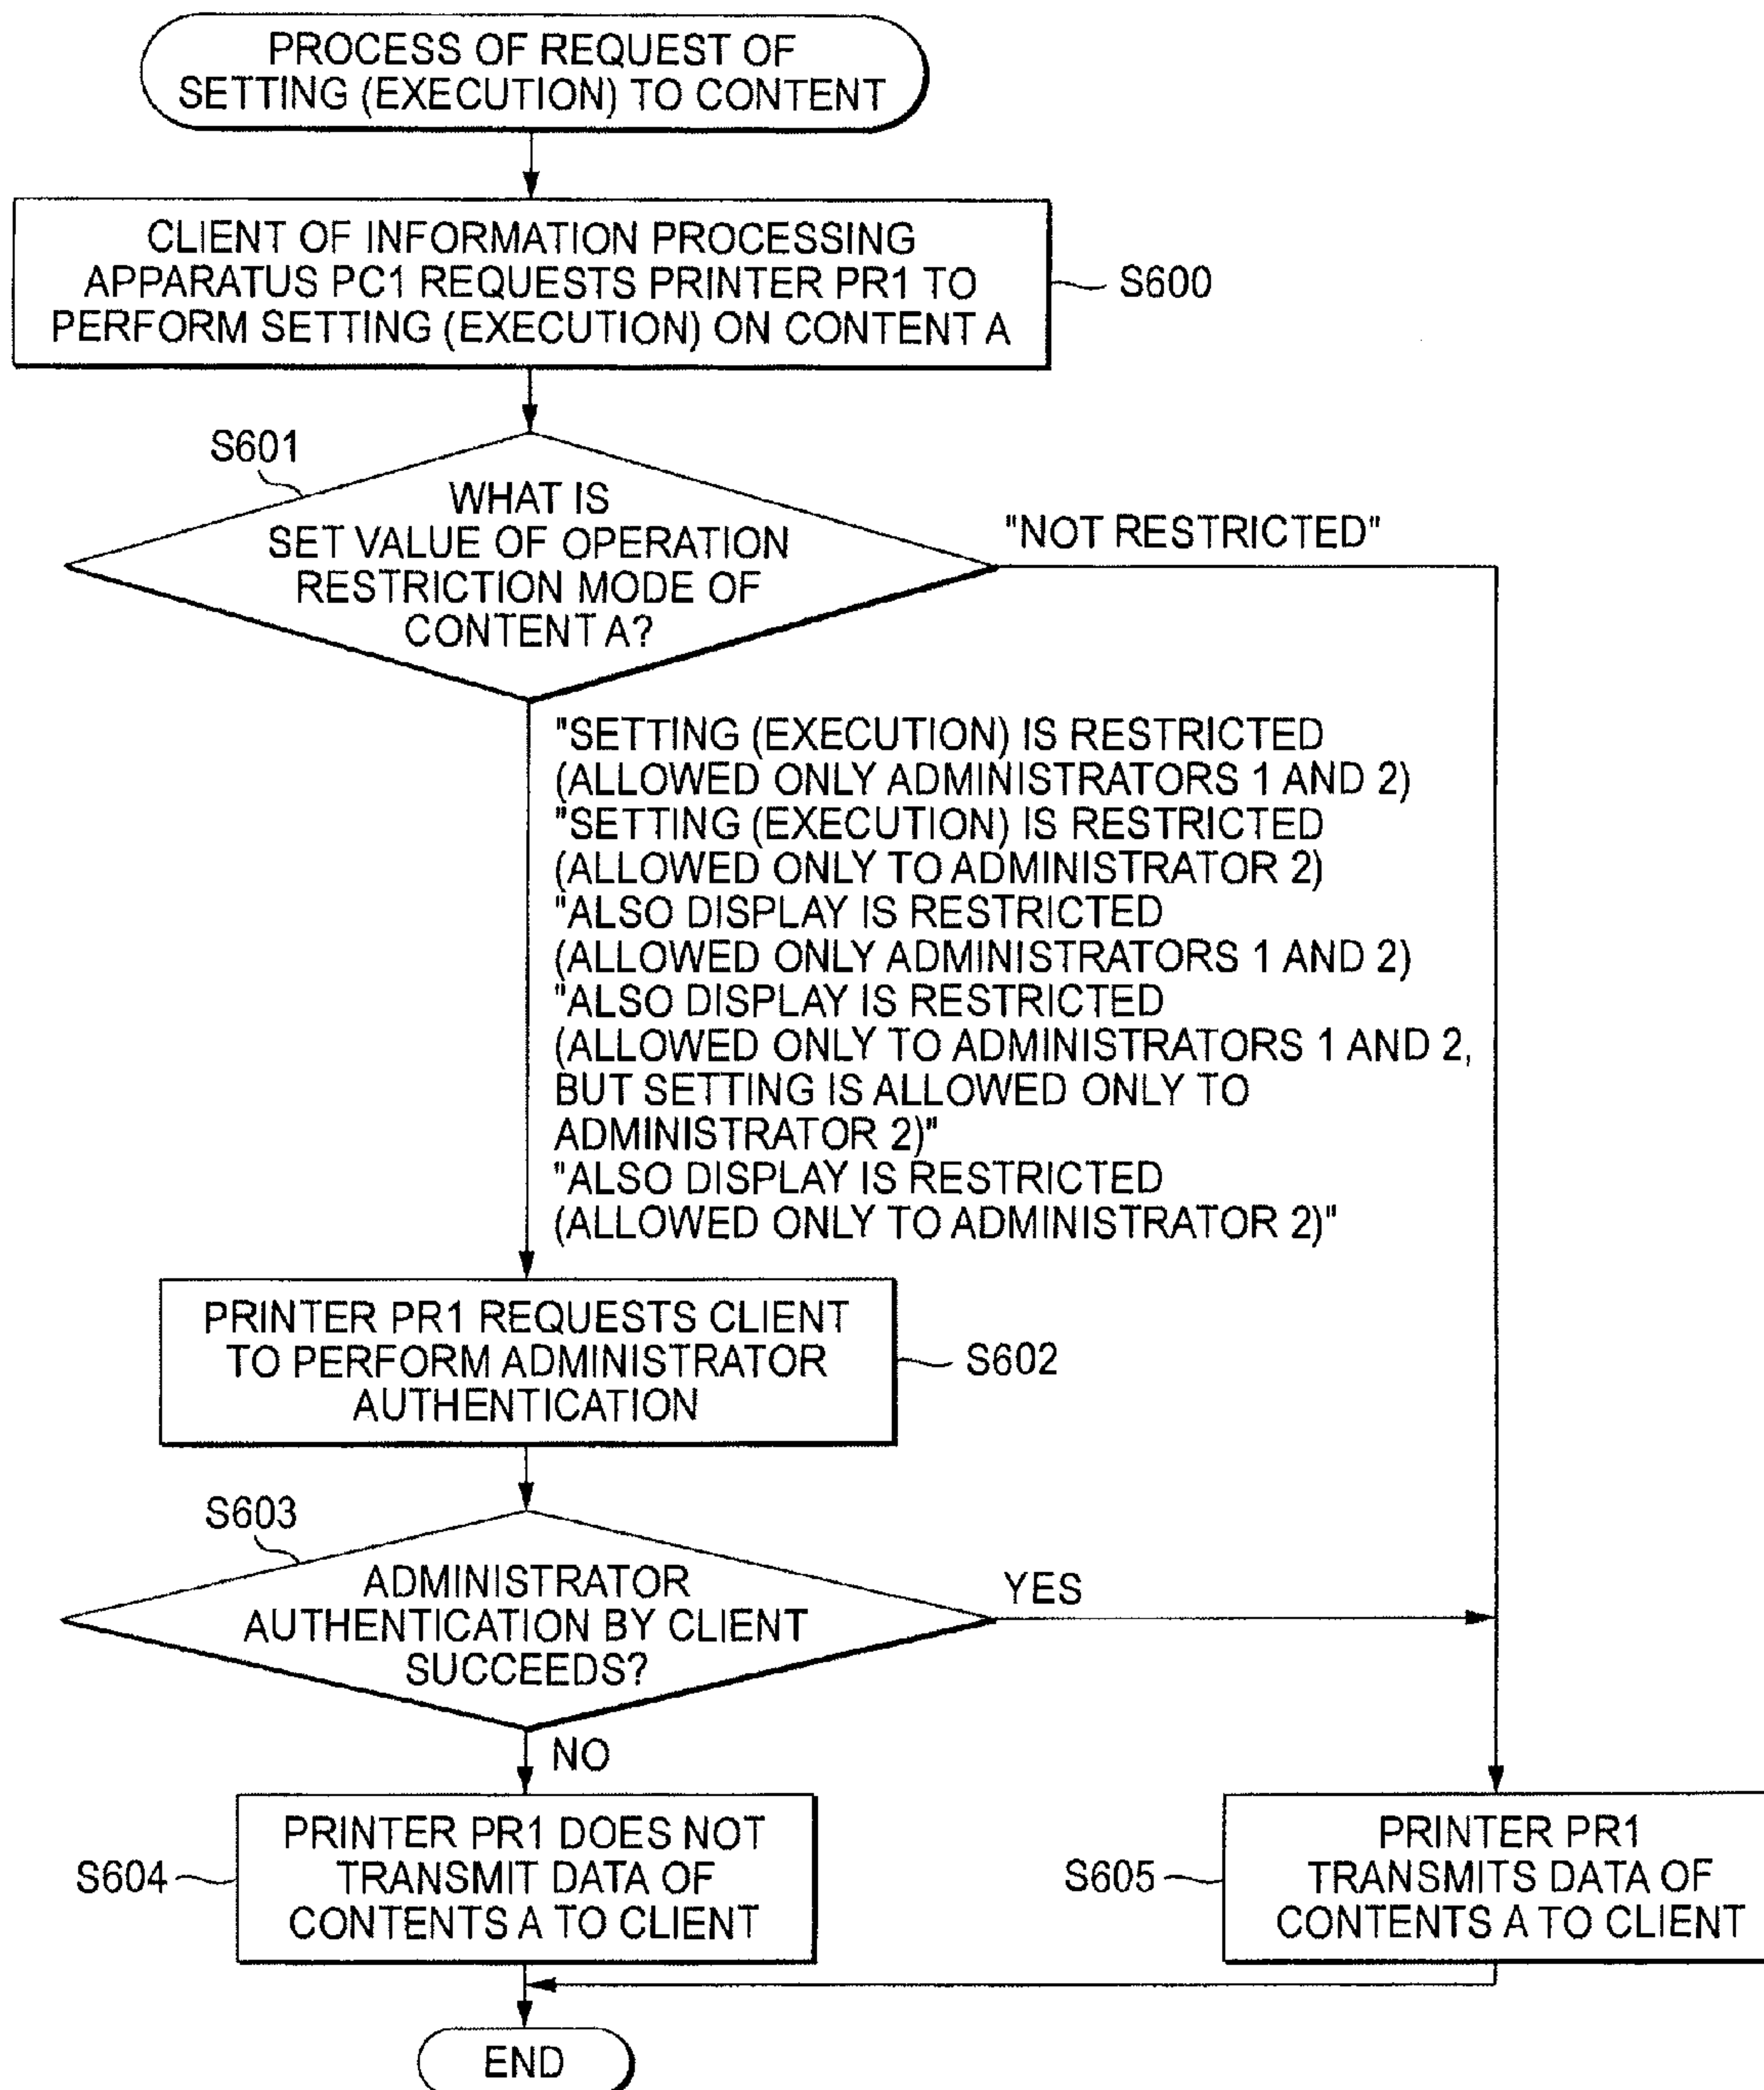 PROCESS OF REQUEST OF
SETTING (EXECUTION) TO CONTENT
CLIENT OF INFORMATION PROCESSING
APPARATUS PC1 REQUESTS PRINTER PR1 TO
PERFORM SETTING (EXECUTION) ON CONTENT A
S600
S601
WHAT IS
SET VALUE OF OPERATION
RESTRICTION MODE OF
CONTENT A?
"NOT RESTRICTED"
"SETTING (EXECUTION) IS RESTRICTED
(ALLOWED ONLY ADMINISTRATORS 1 AND 2)
"SETTING (EXECUTION) IS RESTRICTED
(ALLOWED ONLY TO ADMINISTRATOR 2)
"ALSO DISPLAY IS RESTRICTED
(ALLOWED ONLY ADMINISTRATORS 1 AND 2)
"ALSO DISPLAY IS RESTRICTED
(ALLOWED ONLY TO ADMINISTRATORS 1 AND 2,
BUT SETTING IS ALLOWED ONLY TO
ADMINISTRATOR 2)"
"ALSO DISPLAY IS RESTRICTED
(ALLOWED ONLY TO ADMINISTRATOR 2)"
PRINTER PR1 REQUESTS CLIENT
TO PERFORM ADMINISTRATOR
AUTHENTICATION
S602
S603
ADMINISTRATOR
AUTHENTICATION BY CLIENT
SUCCEEDS?
YES
NO
S604
PRINTER PR1 DOES NOT
TRANSMIT DATA OF
CONTENTS A TO CLIENT
S605
PRINTER PR1
TRANSMITS DATA OF
CONTENTS A TO CLIENT
END